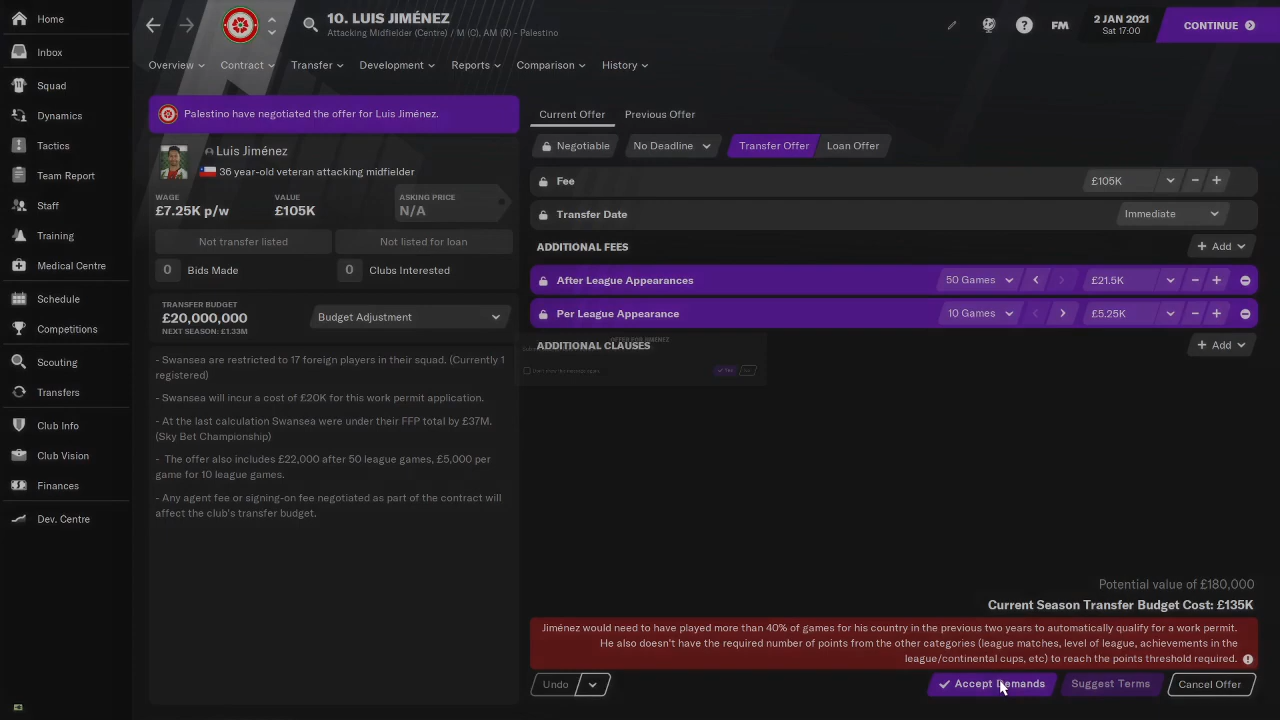 Home
Inbox
Squad
Dynamics
Tactics
Team Report
Staff
Training
Medical Centre
Schedule
Competitions
Scouting
Transfers
Club Info
Club Vision
Finances
Dev. Centre
10. LUIS JIMÉNEZ
Attacking Midfielder (Centre) / M (C), AM (R) - Palestino
FM
2 JAN 2021
Sat 17:00
CONTINUE
Overview
Contract
Transfer
Development
Reports
Comparison
History
Palestino have negotiated the offer for Luis Jiménez.
Luis Jiménez
36 year-old veteran attacking midfielder
WAGE
£7.25K p/w
VALUE
£105K
ASKING PRICE
N/A
Not transfer listed
Not listed for loan
0 Bids Made
0 Clubs Interested
TRANSFER BUDGET
£20,000,000
NEXT SEASON: £1.33M
Budget Adjustment
- Swansea are restricted to 17 foreign players in their squad. (Currently 1
registered)
- Swansea will incur a cost of £20K for this work permit application.
- At the last calculation Swansea were under their FFP total by £37M.
(Sky Bet Championship)
- The offer also includes £22,000 after 50 league games, £5,000 per
game for 10 league games.
- Any agent fee or signing-on fee negotiated as part of the contract will
affect the club's transfer budget.
Current Offer
Previous Offer
Negotiable
No Deadline
Transfer Offer
Loan Offer
Fee
£105K
Transfer Date
Immediate
ADDITIONAL FEES
Add
After League Appearances
50 Games
£21.5K
Per League Appearance
10 Games
£5.25K
OFFER FOR JIMÉNEZ
ADDITIONAL CLAUSES
Add
Potential value of £180,000
Current Season Transfer Budget Cost: £135K
Jiménez would need to have played more than 40% of games for his country in the previous two years to automatically qualify for a work permit.
He also doesn't have the required number of points from the other categories (league matches, level of league, achievements in the
league/continental cups, etc) to reach the points threshold required.
Undo
Accept Demands
Suggest Terms
Cancel Offer